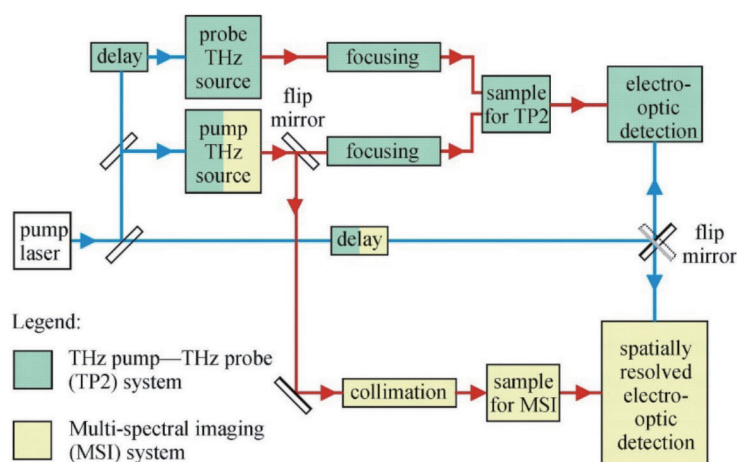 delay
probe
THz
source
focusing
flip
mirror
sample
for TP2
electro-
optic
detection
pump
THz
source
focusing
pump
laser
delay
flip
mirror
Legend:
THz pump—THz probe
(TP2) system
Multi-spectral imaging
(MSI) system
collimation
sample
for MSI
spatially
resolved
electro-
optic
detection